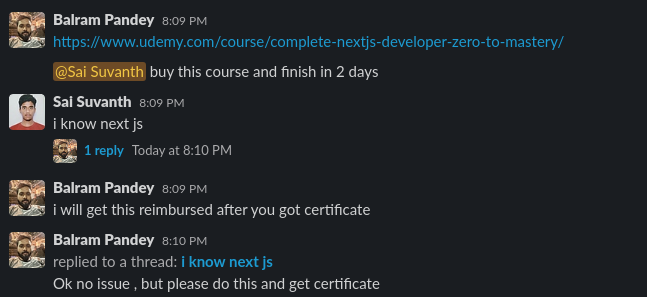 Balram Pandey 8:09 PM
https://www.udemy.com/course/complete-nextjs-developer-zero-to-mastery/
@Sai Suvanth buy this course and finish in 2 days
Sai Suvanth 8:09 PM
i know next js
1 reply Today at 8:10 PM
Balram Pandey 8:09 PM
i will get this reimbursed after you got certificate
Balram Pandey 8:10 PM
replied to a thread: i know next js
Ok no issue , but please do this and get certificate